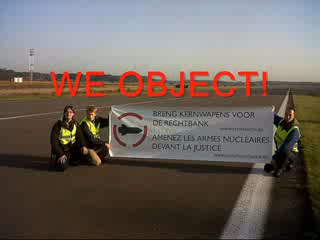 WE OBJECT!
BRENG KERNWAPENS VOOR
DE RECHTBANK
AMENEZ LES ARMES NUCLEAIRES
DEVANT LA JUSTICE